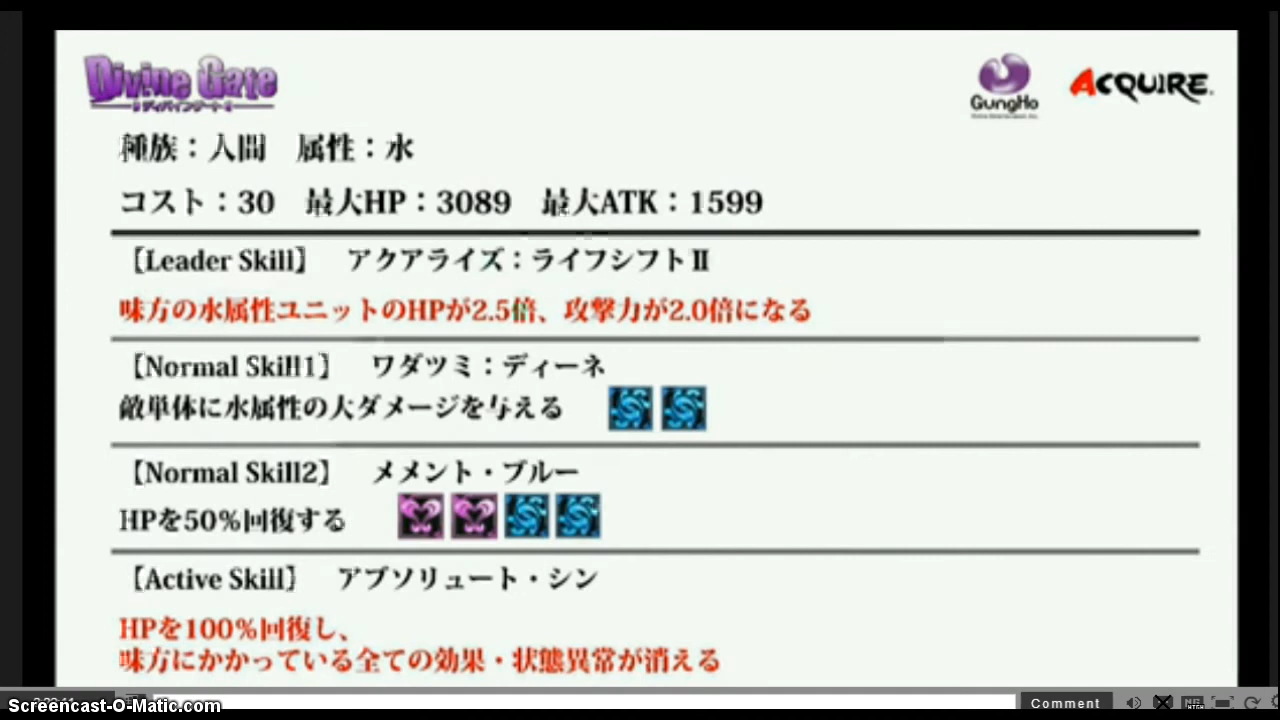 Divine Gate
ディバインゲート
GungHo
ACQUIRE.
種族：人間　属性：水
コスト：30　最大HP：3089　最大ATK：1599
【Leader Skill】　アクアライズ：ライフシフトⅡ
味方の水属性ユニットのHPが2.5倍、攻撃力が2.0倍になる
【Normal Skill1】　ワダツミ：ディーネ
敵単体に水属性の大ダメージを与える
【Normal Skill2】　メメント・ブルー
HPを50%回復する
【Active Skill】　アブソリュート・シン
HPを100%回復し、
味方にかかっている全ての効果・状態異常が消える
Screencast-O-Matic.com
Comment